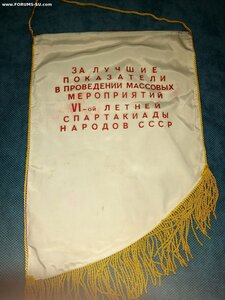 www.FORUMS-SU.com
ЗА ЛУЧШИЕ
ПОКАЗАТЕЛИ
В ПРОВЕДЕНИИ МАССОВЫХ
МЕРОПРИЯТИЙ
VI-ой ЛЕТНЕЙ
СПАРТАКИАДЫ
НАРОДОВ СССР